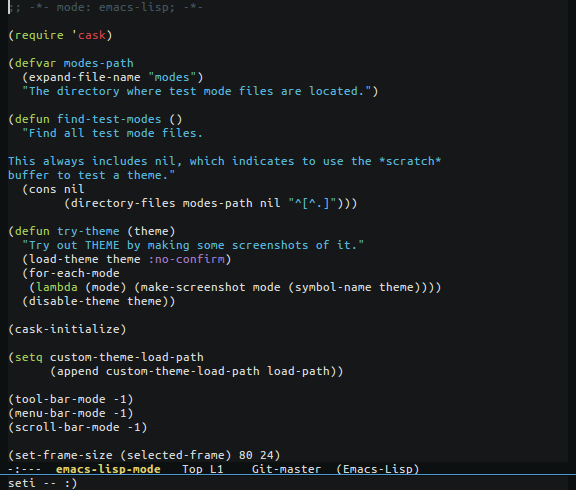 ;; -*- mode: emacs-lisp; -*-

(require 'cask)

(defvar modes-path
  (expand-file-name "modes")
  "The directory where test mode files are located.")

(defun find-test-modes ()
  "Find all test mode files.

This always includes nil, which indicates to use the *scratch*
buffer to test a theme."
  (cons nil
        (directory-files modes-path nil "^[^.]")))

(defun try-theme (theme)
  "Try out THEME by making some screenshots of it."
  (load-theme theme :no-confirm)
  (for-each-mode
   (lambda (mode) (make-screenshot mode (symbol-name theme))))
  (disable-theme theme))

(cask-initialize)

(setq custom-theme-load-path
      (append custom-theme-load-path load-path))

(tool-bar-mode -1)
(menu-bar-mode -1)
(scroll-bar-mode -1)

(set-frame-size (selected-frame) 80 24)
-:---  emacs-lisp-mode   Top L1    Git-master  (Emacs-Lisp)
seti -- :)